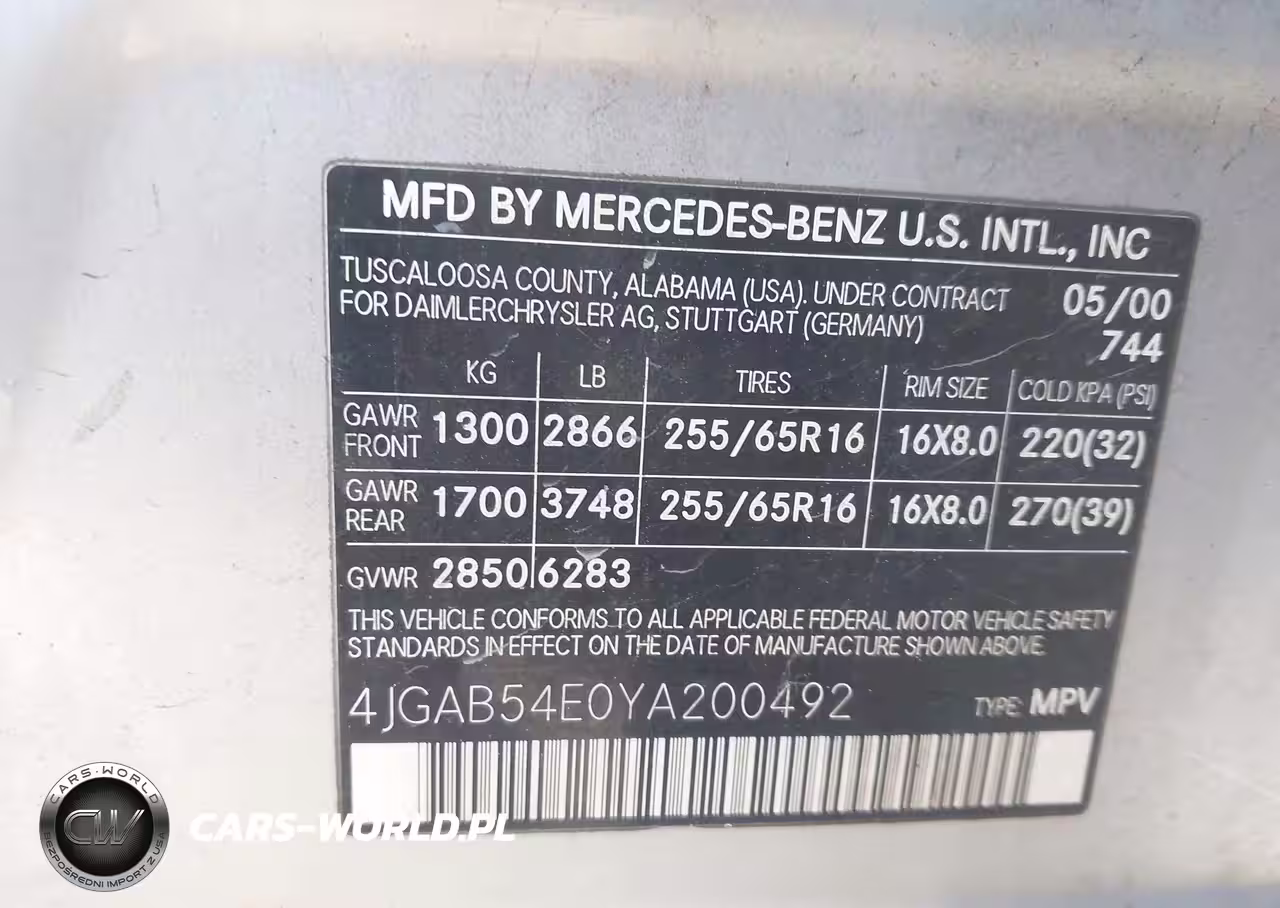 MFD BY MERCEDES-BENZ U.S. INTL., INC
TUSCALOOSA COUNTY, ALABAMA (USA). UNDER CONTRACT 05/00
FOR DAIMLERCHRYSLER AG, STUTTGART (GERMANY)
744
KG LB TIRES RIM SIZE COLD KPA (PSI)
GAWR FRONT 1300 2866 255/65R16 16X8.0 220(32)
GAWR REAR 1700 3748 255/65R16 16X8.0 270(39)
GVWR 2850 6283
THIS VEHICLE CONFORMS TO ALL APPLICABLE FEDERAL MOTOR VEHICLE SAFETY
STANDARDS IN EFFECT ON THE DATE OF MANUFACTURE SHOWN ABOVE.
4JGAB54E0YA200492 TYPE: MPV
CARS-WORLD
CW
BEZPOŚREDNI IMPORT Z USA
CARS-WORLD.PL